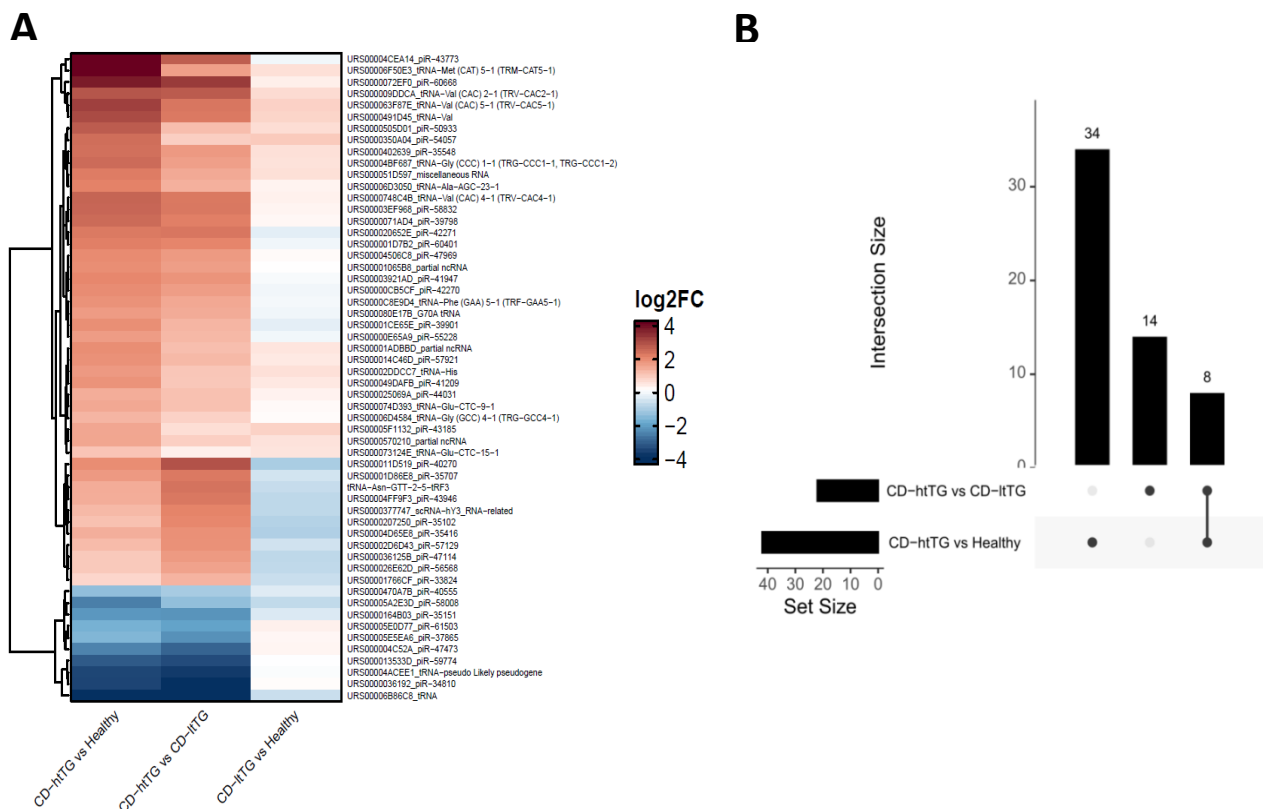 A
URS00004CEA14_piR−43773
URS00006F50E3_tRNA−Met (CAT) 5−1 (TRM−CAT5−1)
URS0000072EF0_piR−60668
URS000009DDCA_tRNA−Val (CAC) 2−1 (TRV−CAC2−1)
URS000063F87E_tRNA−Val (CAC) 5−1 (TRV−CAC5−1)
URS0000491D45_tRNA−Val
URS0000505D01_piR−50933
URS0000350A04_piR−54057
URS0000402639_piR−35548
URS00004BF687_tRNA−Gly (CCC) 1−1 (TRG−CCC1−1, TRG−CCC1−2)
URS000051D597_miscellaneous RNA
URS00006D3050_tRNA−Ala−AGC−23−1
URS0000748C4B_tRNA−Val (CAC) 4−1 (TRV−CAC4−1)
URS00003EF968_piR−58832
URS0000071AD4_piR−39798
URS000020652E_piR−42271
URS000001D7B2_piR−60401
URS00004506C8_piR−47969
URS00001065B8_partial ncRNA
URS00003921AD_piR−41947
URS00000CB5CF_piR−42270
URS0000C8E9D4_tRNA−Phe (GAA) 5−1 (TRF−GAA5−1)
URS000080E17B_G70A tRNA
URS00001CE65E_piR−39901
URS00000E65A9_piR−55228
URS00001ADBBD_partial ncRNA
URS000014C46D_piR−57921
URS00002DDCC7_tRNA−His
URS000049DAFB_piR−41209
URS000025069A_piR−44031
URS000074D393_tRNA−Glu−CTC−9−1
URS00006D4584_tRNA−Gly (GCC) 4−1 (TRG−GCC4−1)
URS00005F1132_piR−43185
URS0000570210_partial ncRNA
URS000073124E_tRNA−Glu−CTC−15−1
URS000011D519_piR−40270
URS00001D86E8_piR−35707
tRNA−Asn−GTT−2−5−tRF3
URS00004FF9F3_piR−43946
URS0000377747_scRNA−hY3_RNA−related
URS0000207250_piR−35102
URS00004D65E8_piR−35416
URS00002D6D43_piR−57129
URS000036125B_piR−47114
URS000026E62D_piR−56568
URS00001766CF_piR−33824
URS0000470A7B_piR−40555
URS00005A2E3D_piR−58008
URS0000164B03_piR−35151
URS00005E0D77_piR−61503
URS00005E5EA6_piR−37865
URS000004C52A_piR−47473
URS000013533D_piR−59774
URS00004ACEE1_tRNA−pseudo Likely pseudogene
URS0000036192_piR−34810
URS00006B86C8_tRNA
CD−htTG vs Healthy
CD−htTG vs CD−ltTG
CD−ltTG vs Healthy
log2FC
4
2
0
−2
−4
B
Intersection Size
30
20
10
0
34
14
8
CD−htTG vs CD−ltTG
CD−htTG vs Healthy
40 30 20 10 0
Set Size